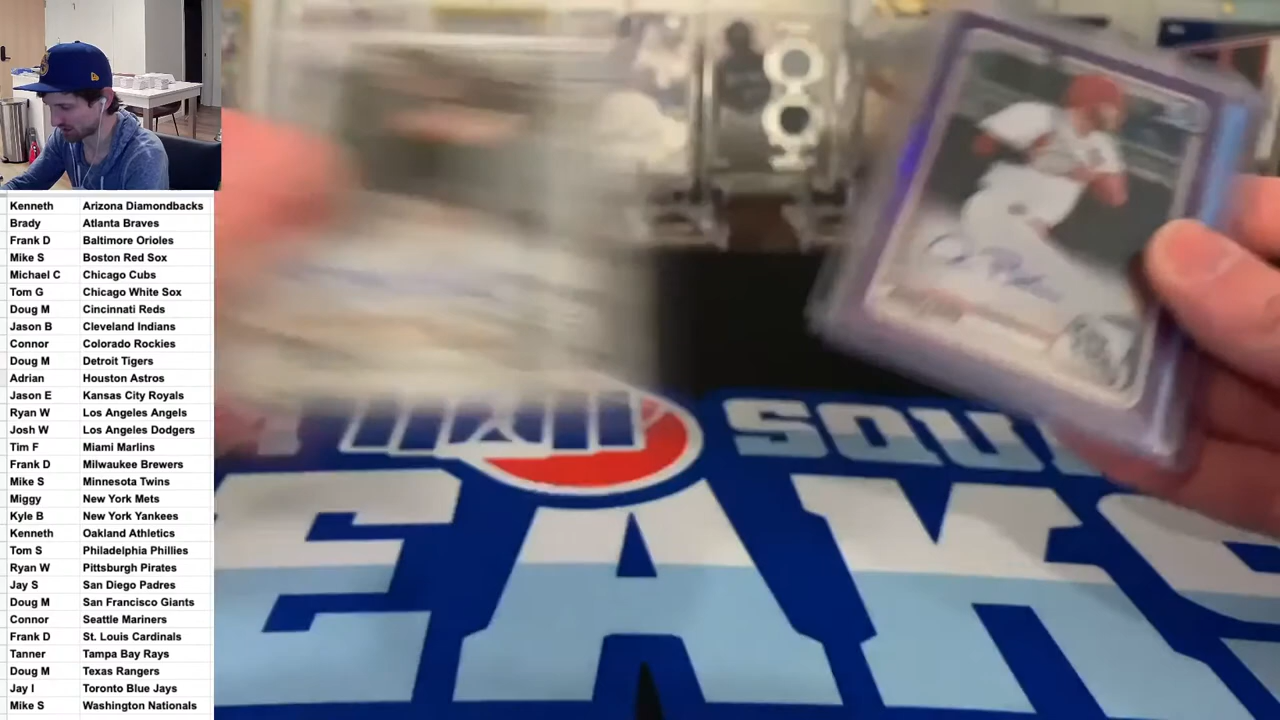 Kenneth Arizona Diamondbacks
Brady Atlanta Braves
Frank D Baltimore Orioles
Mike S Boston Red Sox
Michael C Chicago Cubs
Tom G Chicago White Sox
Doug M Cincinnati Reds
Jason B Cleveland Indians
Connor Colorado Rockies
Doug M Detroit Tigers
Adrian Houston Astros
Jason E Kansas City Royals
Ryan W Los Angeles Angels
Josh W Los Angeles Dodgers
Tim F Miami Marlins
Frank D Milwaukee Brewers
Mike S Minnesota Twins
Miggy New York Mets
Kyle B New York Yankees
Kenneth Oakland Athletics
Tom S Philadelphia Phillies
Ryan W Pittsburgh Pirates
Jay S San Diego Padres
Doug M San Francisco Giants
Connor Seattle Mariners
Frank D St. Louis Cardinals
Tanner Tampa Bay Rays
Doug M Texas Rangers
Jay I Toronto Blue Jays
Mike S Washington Nationals